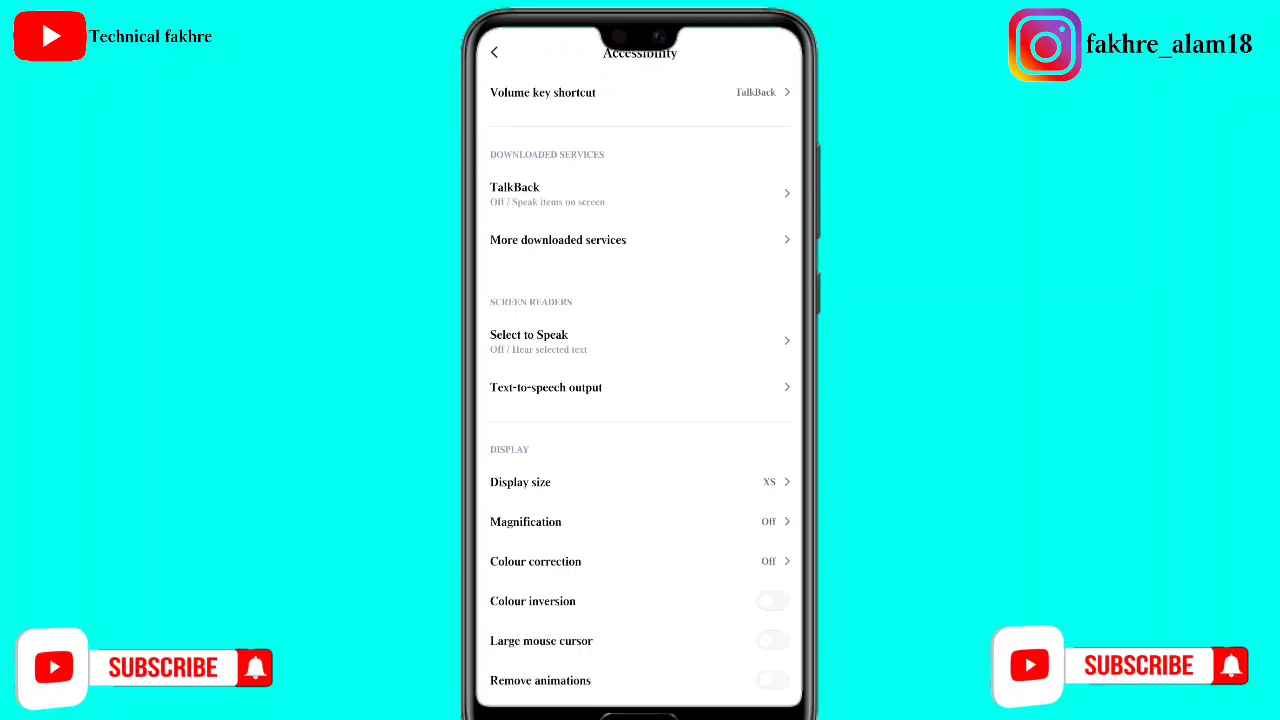 Technical fakhre
fakhre_alam18
Accessibility
Volume key shortcut TalkBack
DOWNLOADED SERVICES
TalkBack
Off / Speak items on screen
More downloaded services
SCREEN READERS
Select to Speak
Off / Hear selected text
Text-to-speech output
DISPLAY
Display size XS
Magnification Off
Colour correction Off
Colour inversion
Large mouse cursor
Remove animations
SUBSCRIBE
SUBSCRIBE